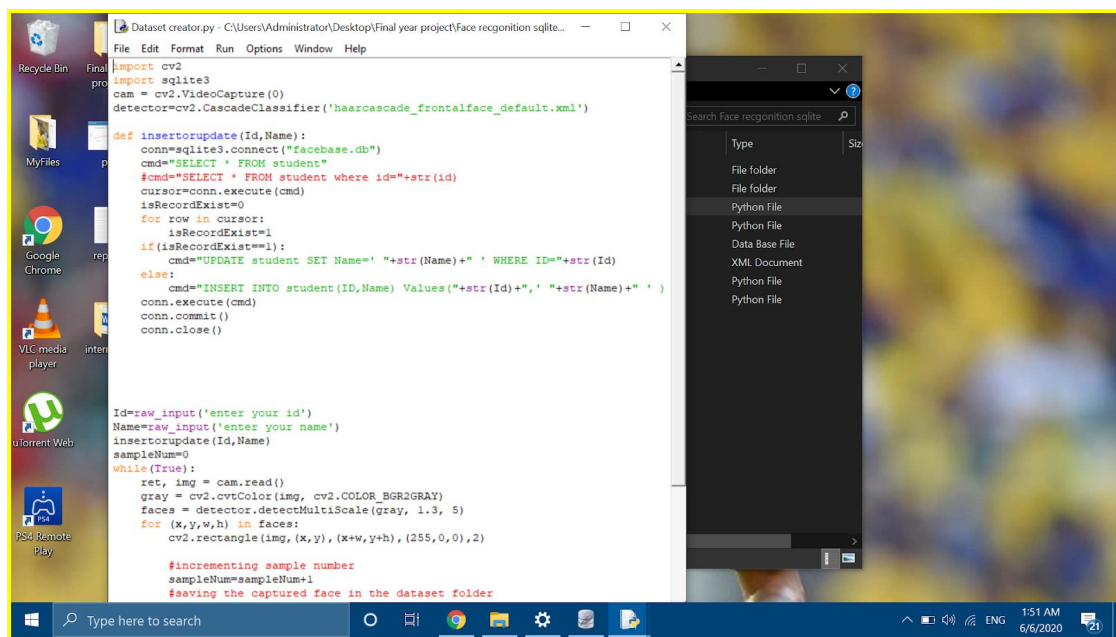 Dataset creator.py - C:\Users\Administrator\Desktop\Final year project\Face recgonition sqlite...
File Edit Format Run Options Window Help
import cv2
import sqlite3
cam = cv2.VideoCapture(0)
detector=cv2.CascadeClassifier('haarcascade_frontalface_default.xml')
def insertorupdate(Id,Name):
    conn=sqlite3.connect("facebase.db")
    cmd="SELECT * FROM student"
    #cmd="SELECT * FROM student where id="+str(id)
    cursor=conn.execute(cmd)
    isRecordExist=0
    for row in cursor:
        isRecordExist=1
    if(isRecordExist==1):
        cmd="UPDATE student SET Name=' "+str(Name)+" ' WHERE ID="+str(Id)
    else:
        cmd="INSERT INTO student(ID,Name) Values("+str(Id)+",' "+str(Name)+" ' )
    conn.execute(cmd)
    conn.commit()
    conn.close()
Id=raw_input('enter your id')
Name=raw_input('enter your name')
insertorupdate(Id,Name)
sampleNum=0
while(True):
    ret, img = cam.read()
    gray = cv2.cvtColor(img, cv2.COLOR_BGR2GRAY)
    faces = detector.detectMultiScale(gray, 1.3, 5)
    for (x,y,w,h) in faces:
        cv2.rectangle(img,(x,y),(x+w,y+h),(255,0,0),2)
        #incrementing sample number
        sampleNum=sampleNum+1
        #saving the captured face in the dataset folder
Recycle Bin
Final
pro
MyFiles
p
Google
Chrome
rep
VLC media
player
intern
uTorrent Web
PS4
PS4 Remote
Play
Search Face recgonition sqlite
Type
Siz
File folder
File folder
Python File
Python File
Data Base File
XML Document
Python File
Python File
Type here to search
ENG
1:51 AM
6/6/2020
21